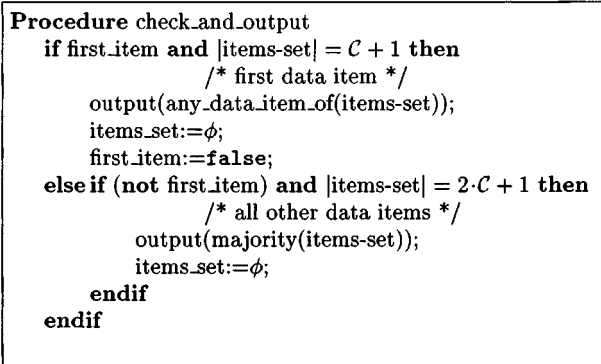 Procedure check_and_output
if first_item and |items-set| = C + 1 then
/* first data item */
output(any_data_item_of(items-set));
items_set:=ϕ;
first_item:=false;
elseif (not first_item) and |items-set| = 2·C + 1 then
/* all other data items */
output(majority(items-set));
items_set:=ϕ;
endif
endif